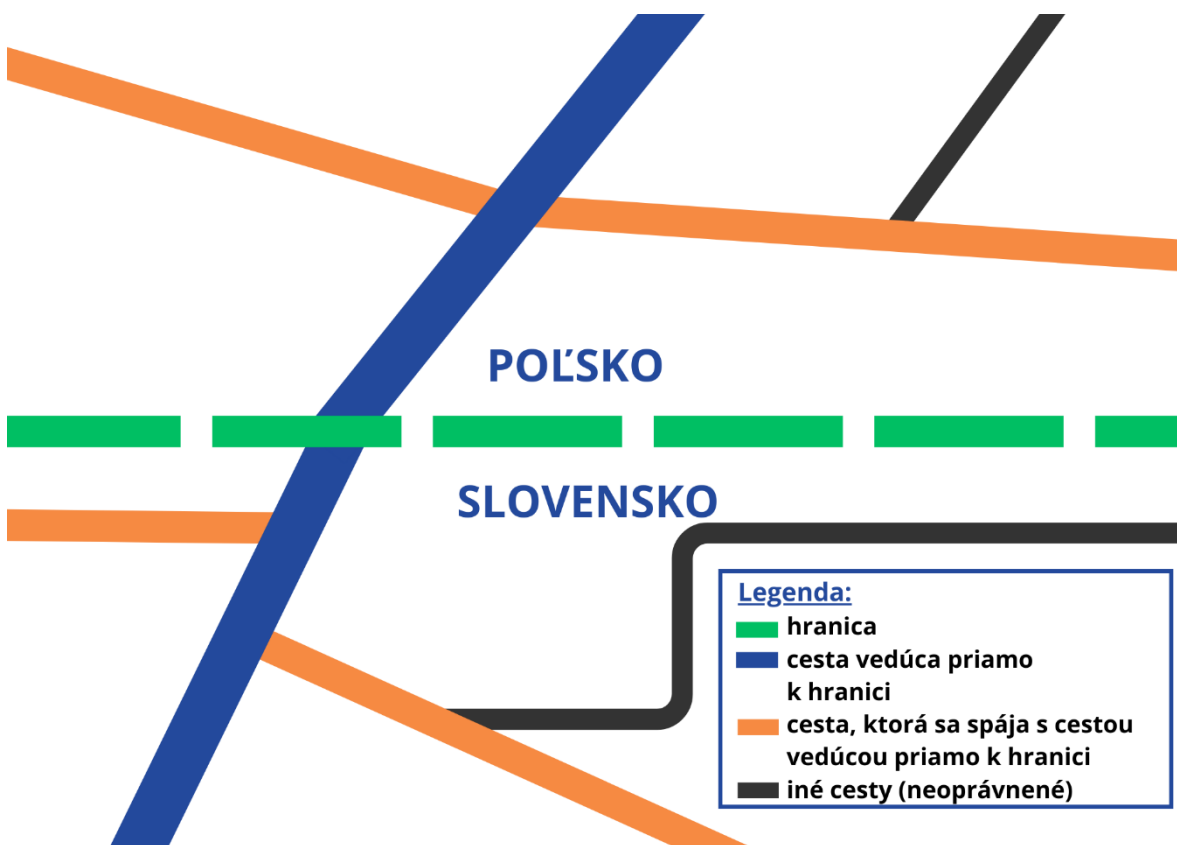 POĽSKO
SLOVENSKO
Legenda:
hranica
cesta vedúca priamo
k hranici
cesta, ktorá sa spája s cestou
vedúcou priamo k hranici
iné cesty (neoprávnené)